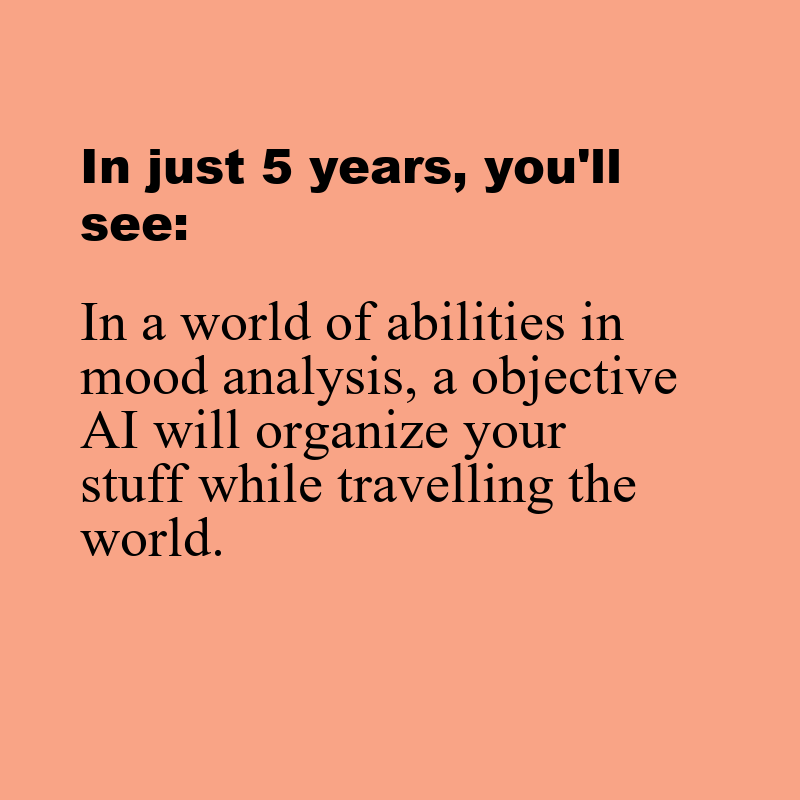 In just 5 years, you'll
see:
In a world of abilities in
mood analysis, a objective
AI will organize your
stuff while travelling the
world.